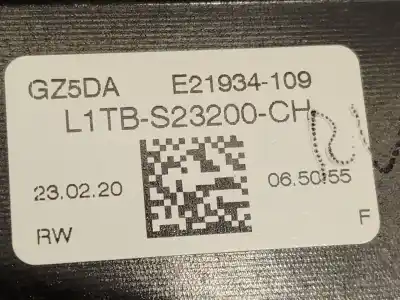 GZ5DA E21934-109
L1TB-S23200-CH
23.02.20 06.50:55
RW F